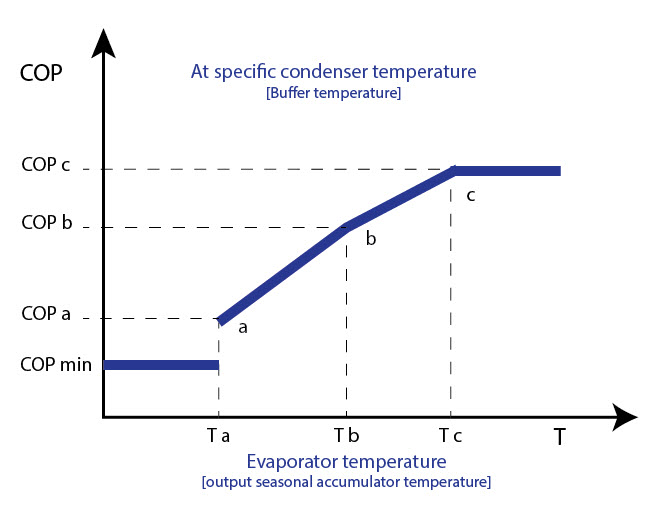 COP
At specific condenser temperature
[Buffer temperature]
COP c
c
COP b
b
COP a
a
COP min
T a
T b
T c
T
Evaporator temperature
[output seasonal accumulator temperature]